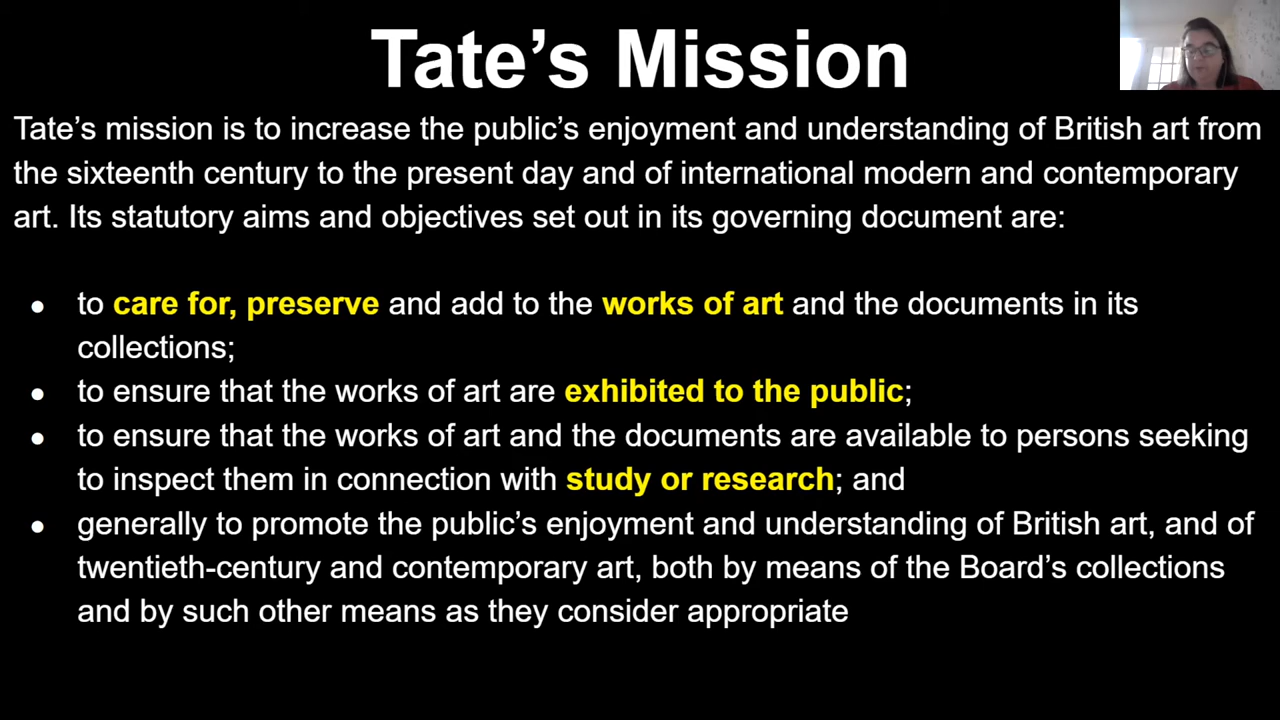 Tate’s Mission
Tate’s mission is to increase the public’s enjoyment and understanding of British art from
the sixteenth century to the present day and of international modern and contemporary
art. Its statutory aims and objectives set out in its governing document are:
● to care for, preserve and add to the works of art and the documents in its
collections;
● to ensure that the works of art are exhibited to the public;
● to ensure that the works of art and the documents are available to persons seeking
to inspect them in connection with study or research; and
● generally to promote the public’s enjoyment and understanding of British art, and of
twentieth-century and contemporary art, both by means of the Board’s collections
and by such other means as they consider appropriate